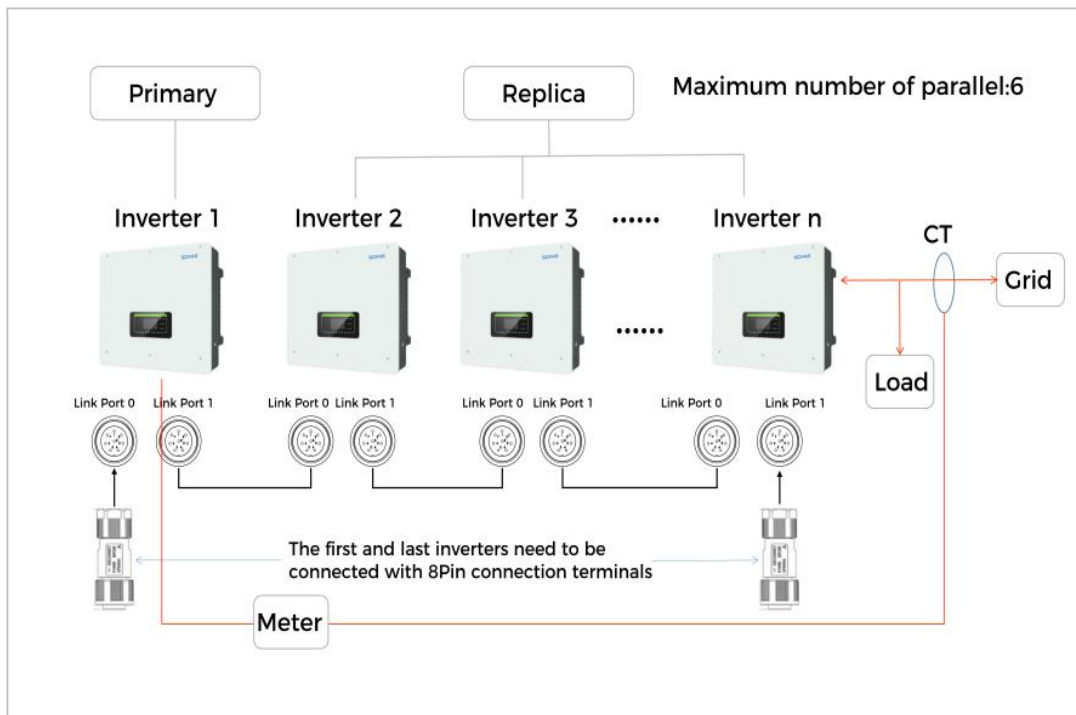 Primary
Replica
Maximum number of parallel:6
Inverter 1
Inverter 2
Inverter 3
......
Inverter n
CT
Grid
......
Load
Link Port 0
Link Port 1
Link Port 0
Link Port 1
Link Port 0
Link Port 1
Link Port 0
Link Port 1
The first and last inverters need to be
connected with 8Pin connection terminals
Meter